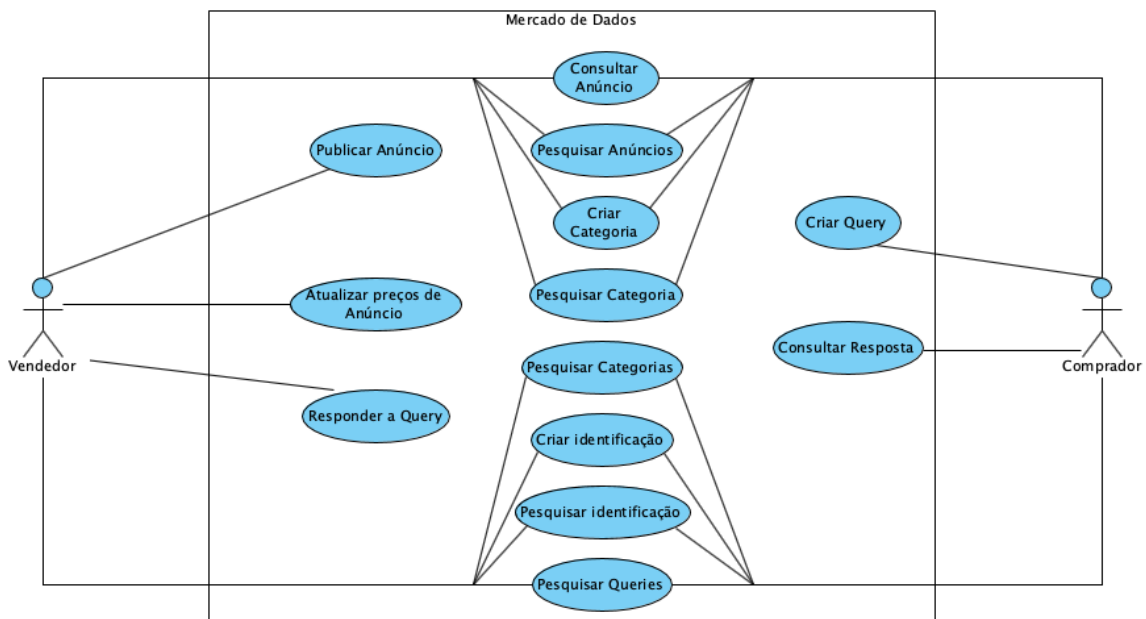 Mercado de Dados
Consultar
Anúncio
Publicar Anúncio
Pesquisar Anúncios
Criar
Categoria
Criar Query
Atualizar preços de
Anúncio
Pesquisar Categoria
Consultar Resposta
Vendedor
Pesquisar Categorias
Comprador
Responder a Query
Criar identificação
Pesquisar identificação
Pesquisar Queries